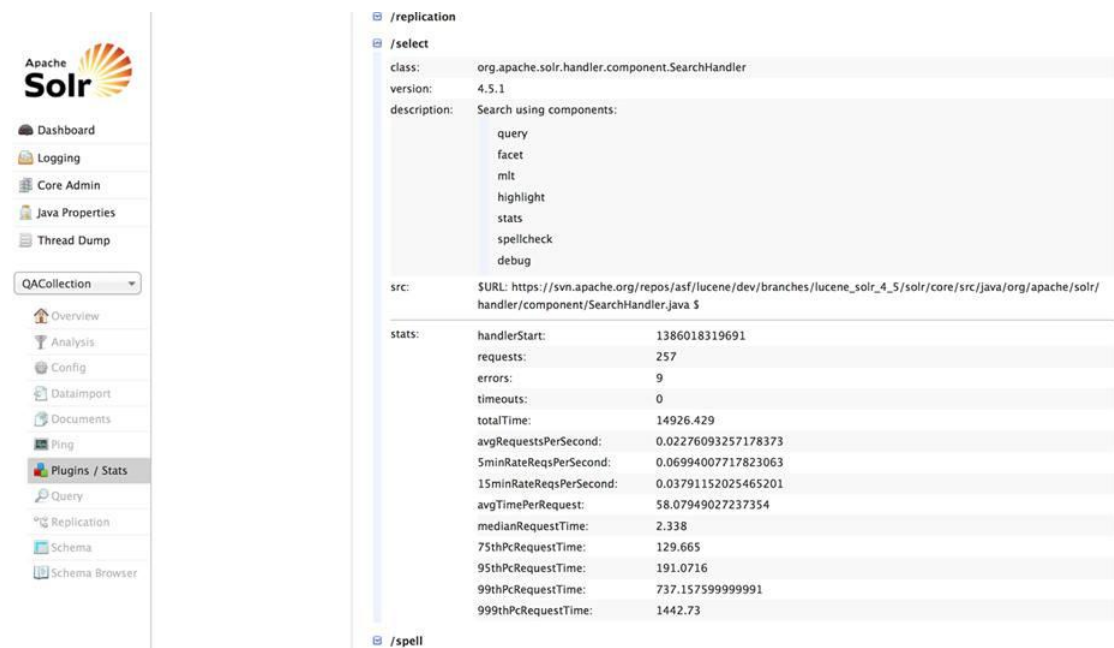 Apache
Solr
Dashboard
Logging
Core Admin
Java Properties
Thread Dump
QACollection
Overview
Analysis
Config
Dataimport
Documents
Ping
Plugins / Stats
Query
Replication
Schema
Schema Browser
/replication
/select
class: org.apache.solr.handler.component.SearchHandler
version: 4.5.1
description: Search using components:
query
facet
mlt
highlight
stats
spellcheck
debug
src: $URL: https://svn.apache.org/repos/asf/lucene/dev/branches/lucene_solr_4_5/solr/core/src/java/org/apache/solr/
handler/component/SearchHandler.java $
stats: handlerStart: 1386018319691
requests: 257
errors: 9
timeouts: 0
totalTime: 14926.429
avgRequestsPerSecond: 0.02276093257178373
5minRateReqsPerSecond: 0.06994007717823063
15minRateReqsPerSecond: 0.03791152025465201
avgTimePerRequest: 58.07949027237354
medianRequestTime: 2.338
75thPcRequestTime: 129.665
95thPcRequestTime: 191.0716
99thPcRequestTime: 737.157599999991
999thPcRequestTime: 1442.73
/spell